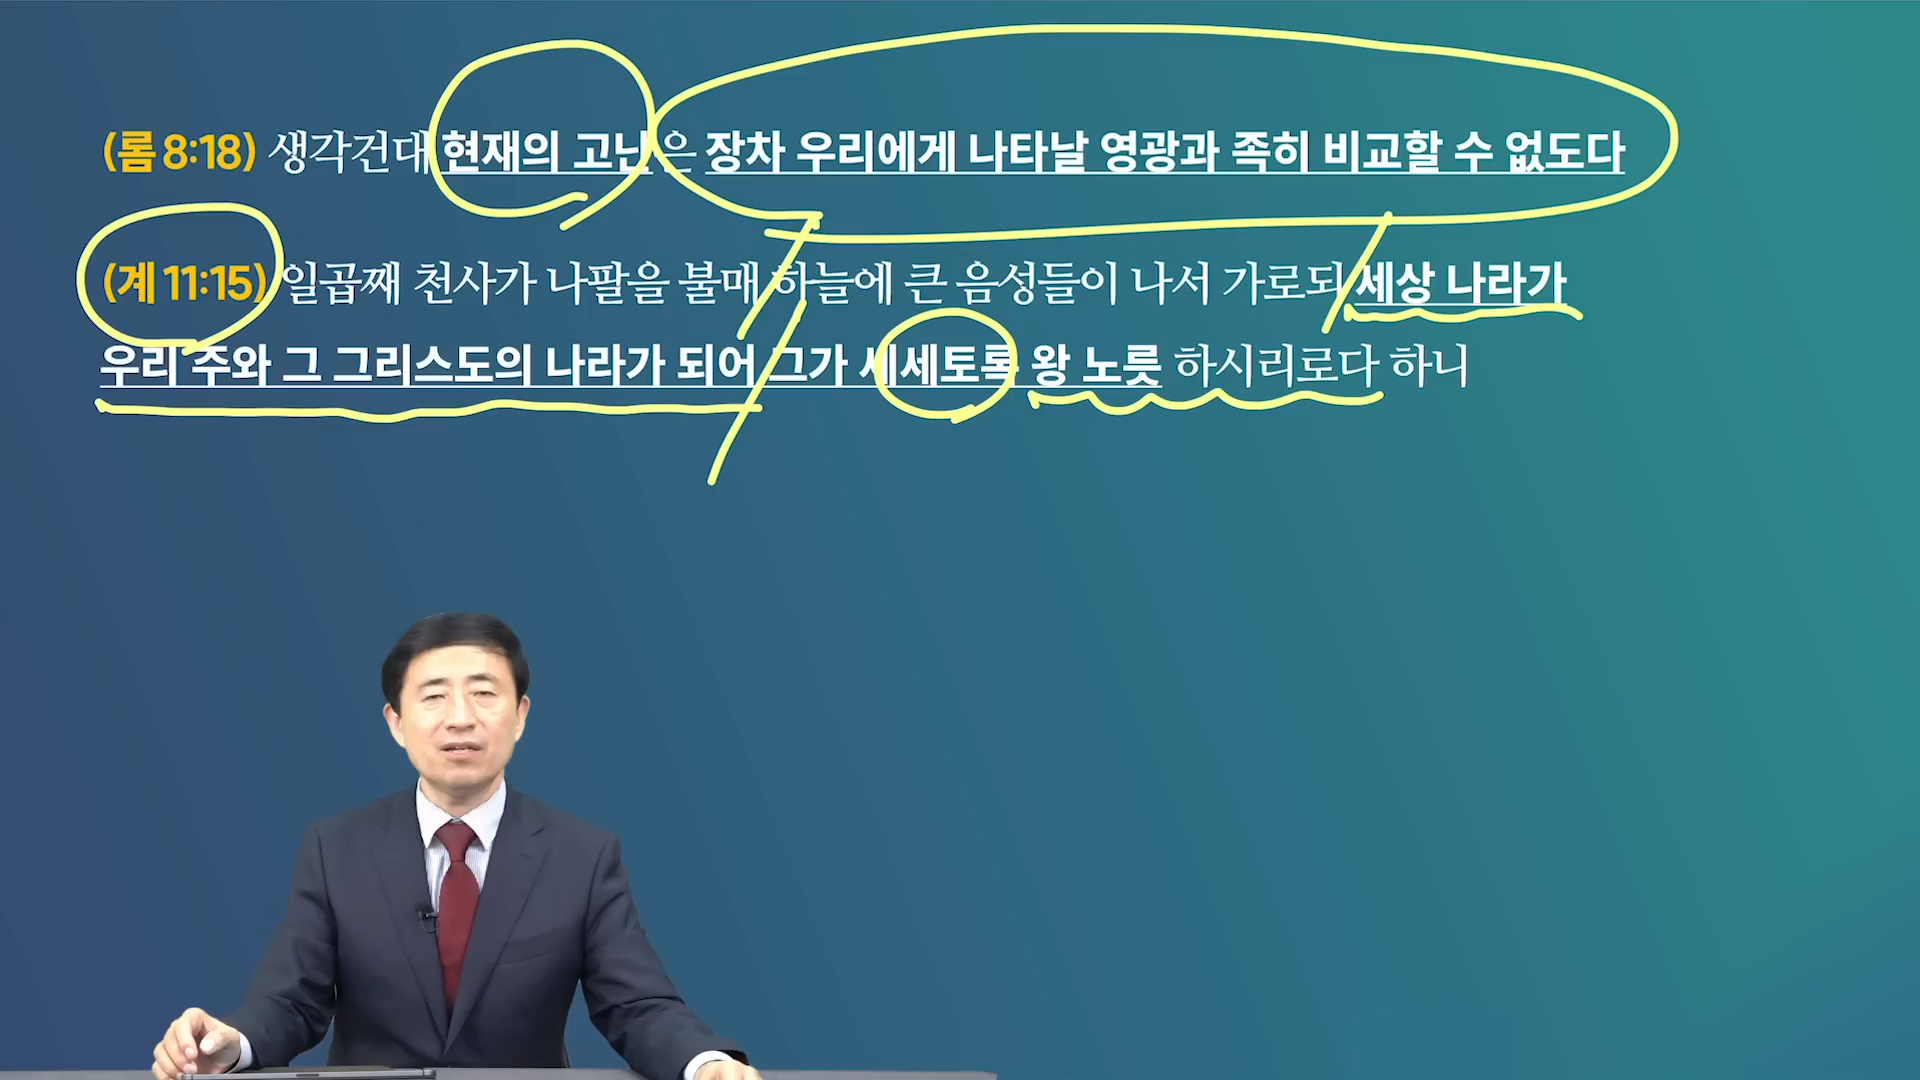 (롬 8:18) 생각건대 현재의 고난은 장차 우리에게 나타날 영광과 족히 비교할 수 없도다
(계 11:15) 일곱째 천사가 나팔을 불매 하늘에 큰 음성들이 나서 가로되 세상 나라가
우리 주와 그 그리스도의 나라가 되어 그가 세세토록 왕 노릇 하시리로다 하니